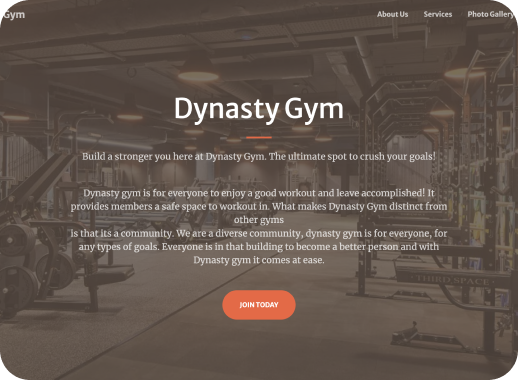 Gym
About Us Services Photo Gallery
Dynasty Gym
Build a stronger you here at Dynasty Gym. The ultimate spot to crush your goals!
Dynasty gym is for everyone to enjoy a good workout and leave accomplished! It
provides members a safe space to workout in. What makes Dynasty Gym distinct from
other gyms
is that its a community. We are a diverse community, dynasty gym is for everyone, for
any types of goals. Everyone is in that building to become a better person and with
Dynasty gym it comes at ease.
JOIN TODAY
THIRD SPACE